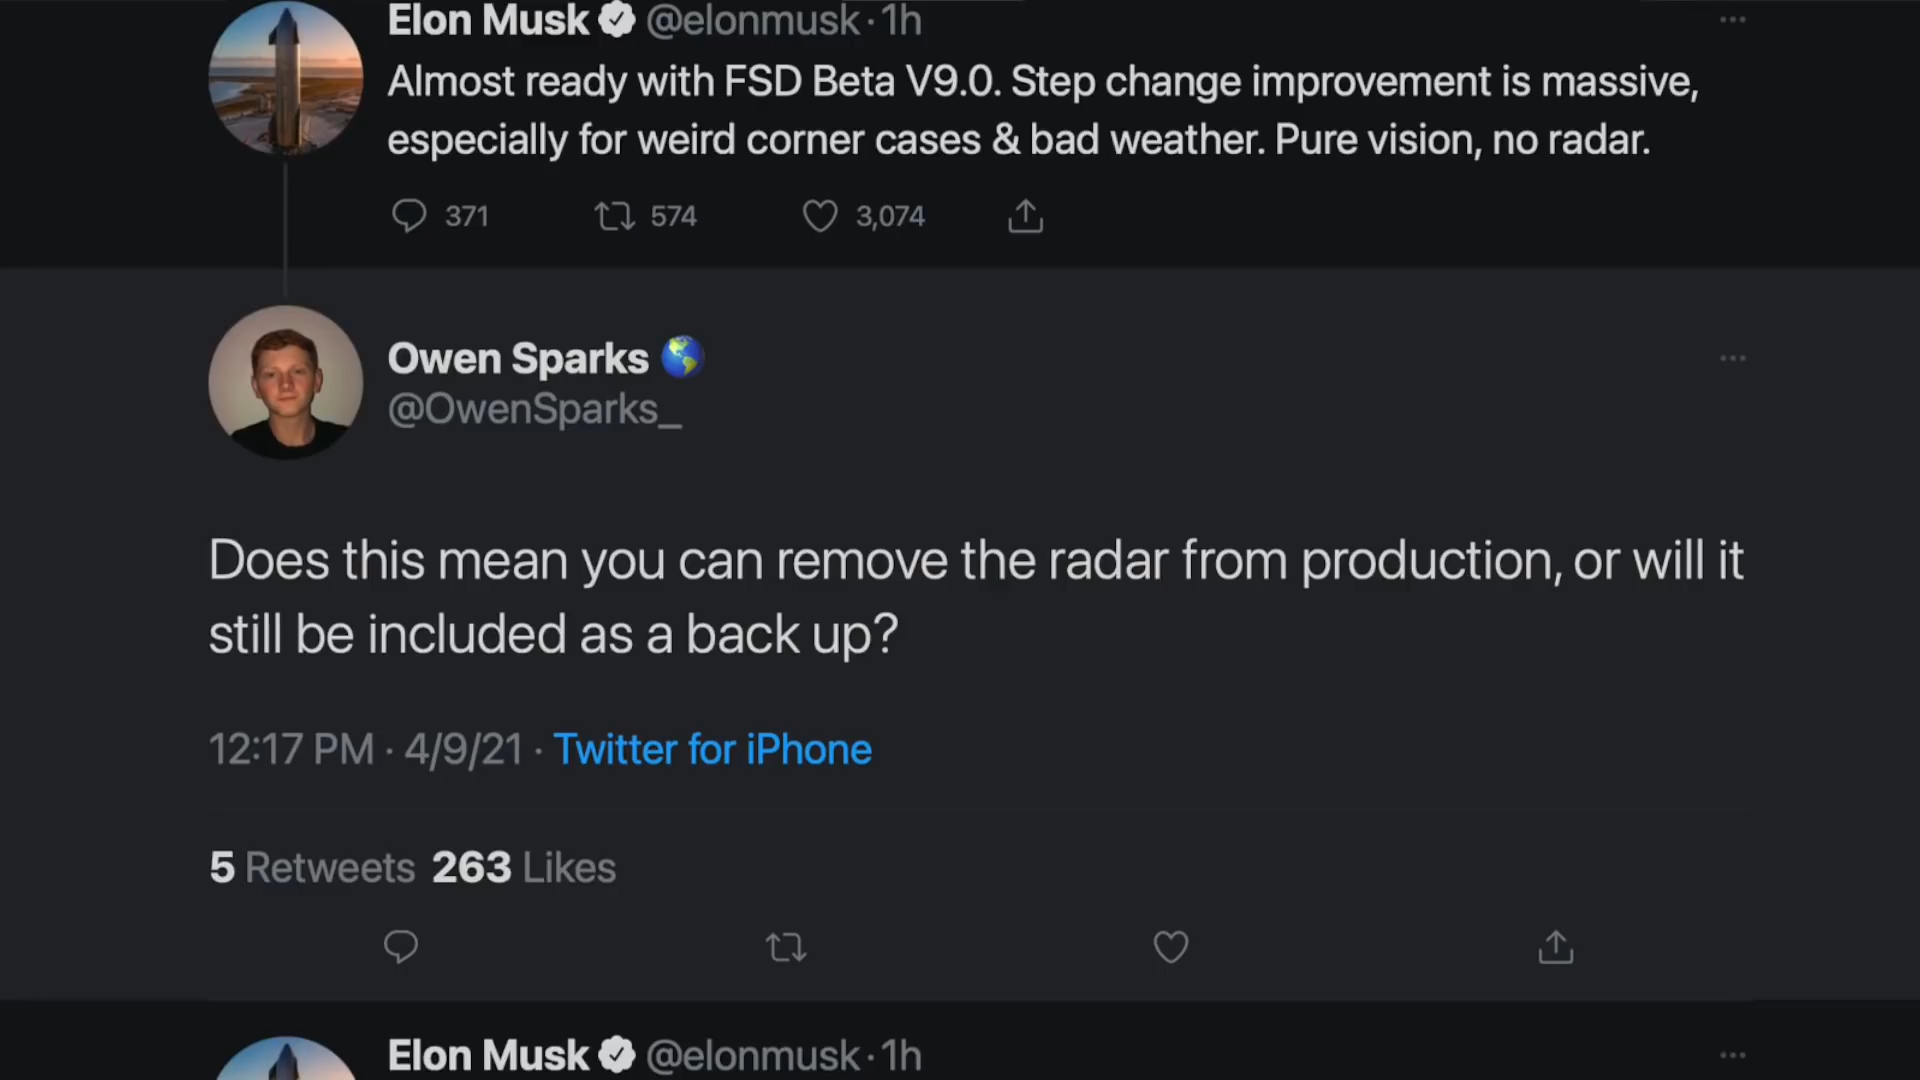 Elon Musk @elonmusk · 1h
Almost ready with FSD Beta V9.0. Step change improvement is massive,
especially for weird corner cases & bad weather. Pure vision, no radar.
371 574 3,074
Owen Sparks 🌎
@OwenSparks_
Does this mean you can remove the radar from production, or will it
still be included as a back up?
12:17 PM · 4/9/21 · Twitter for iPhone
5 Retweets 263 Likes
Elon Musk @elonmusk · 1h